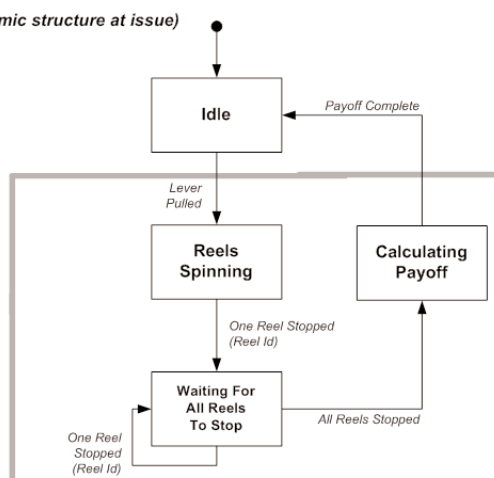 mic structure at issue)
Idle
Payoff Complete
Lever
Pulled
Reels
Spinning
Calculating
Payoff
One Reel Stopped
(Reel Id)
Waiting For
All Reels
To Stop
All Reels Stopped
One Reel
Stopped
(Reel Id)